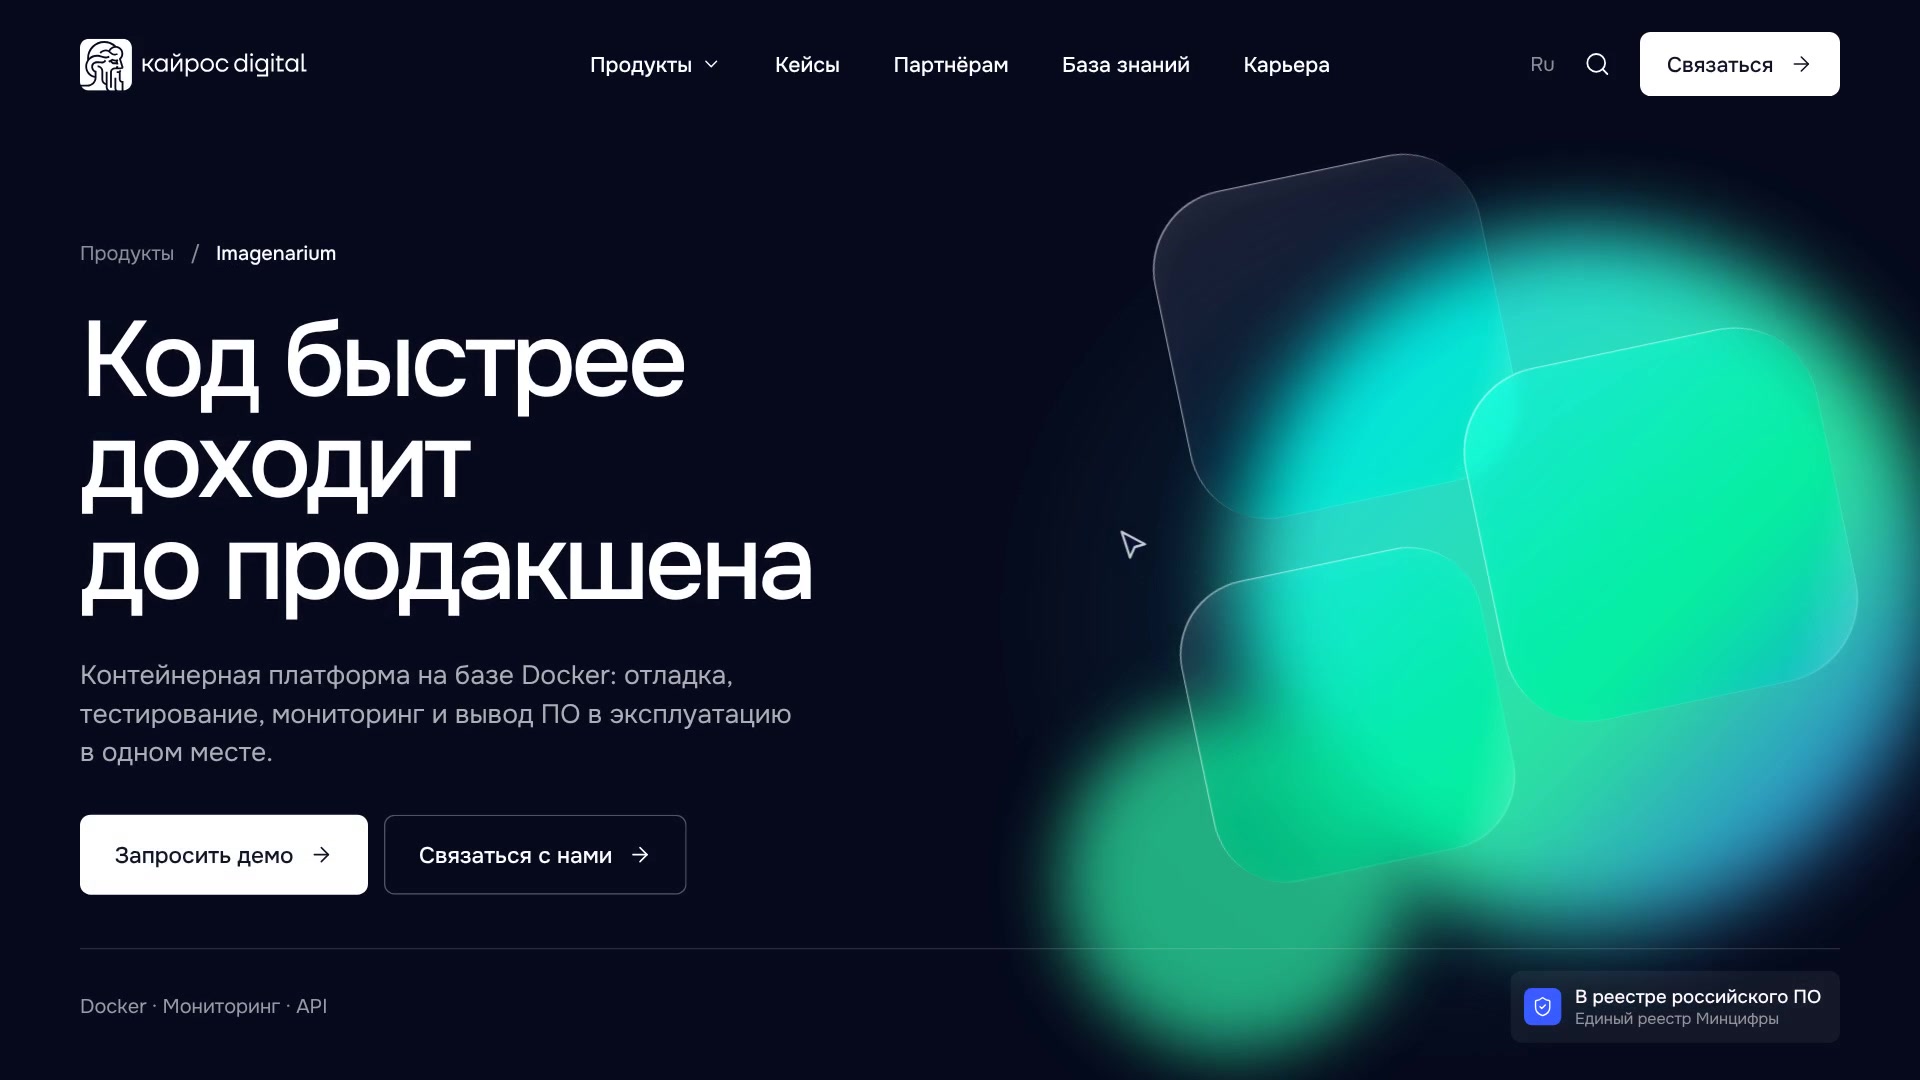 кайрос digital
Продукты
Кейсы
Партнёрам
База знаний
Карьера
Ru
Связаться
Продукты / Imagenarium
Код быстрее
доходит
до продакшена
Контейнерная платформа на базе Docker: отладка,
тестирование, мониторинг и вывод ПО в эксплуатацию
в одном месте.
Запросить демо
Связаться с нами
Docker · Мониторинг · API
В реестре российского ПО
Единый реестр Минцифры